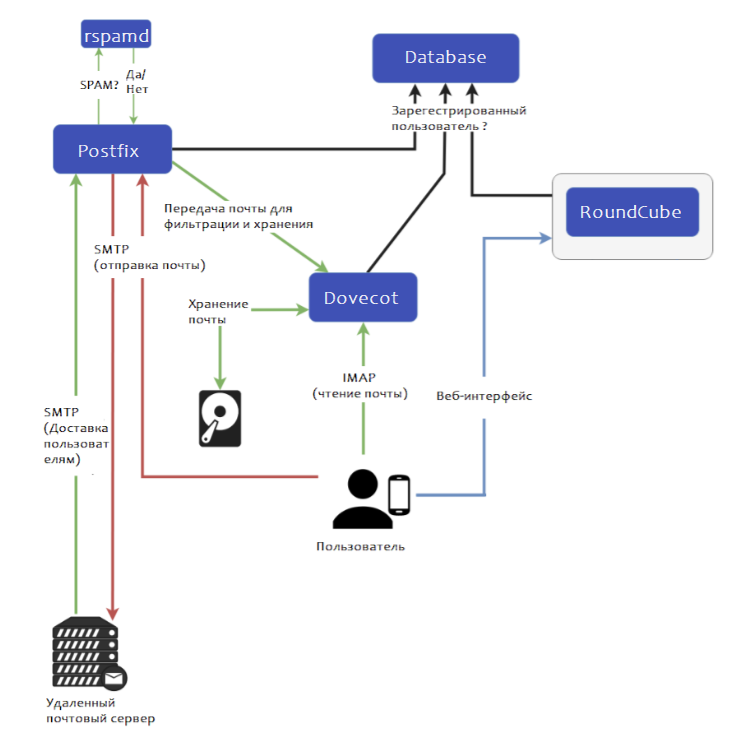 rspamd
Database
SPAM?
Да/
Нет
Зарегестрированный
пользователь ?
Postfix
RoundCube
Передача почты для
фильтрации и хранения
SMTP
(отправка почты)
Dovecot
Хранение
почты
IMAP
(чтение почты)
Веб-интерфейс
SMTP
(Доставка
пользоват
елям)
Пользователь
Удаленный
почтовый сервер